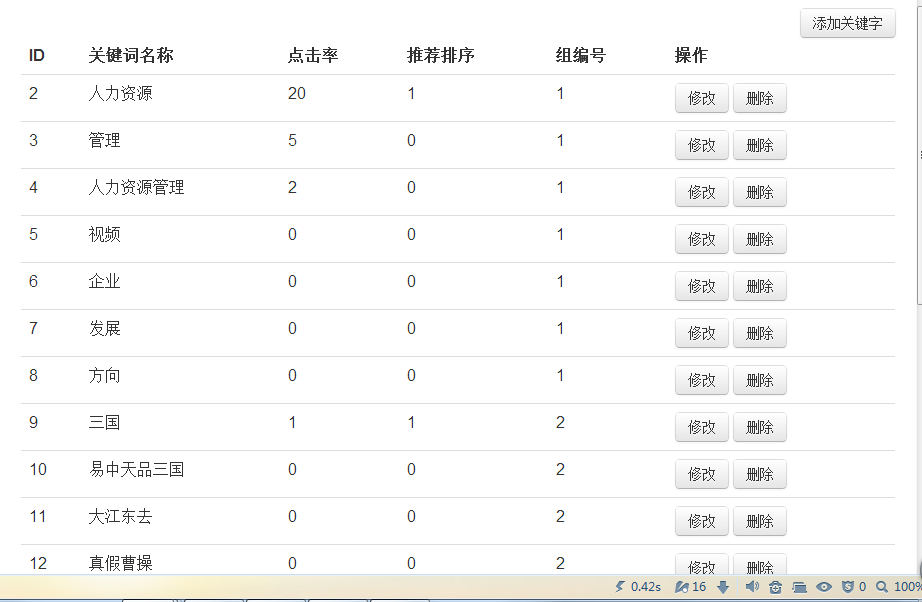 添加关键字
ID 关键词名称 点击率 推荐排序 组编号 操作
2 人力资源 20 1 1 修改 删除
3 管理 5 0 1 修改 删除
4 人力资源管理 2 0 1 修改 删除
5 视频 0 0 1 修改 删除
6 企业 0 0 1 修改 删除
7 发展 0 0 1 修改 删除
8 方向 0 0 1 修改 删除
9 三国 1 1 2 修改 删除
10 易中天品三国 0 0 2 修改 删除
11 大江东去 0 0 2 修改 删除
12 真假曹操 0 0 2 修改 删除
0.42s 16 0 100%